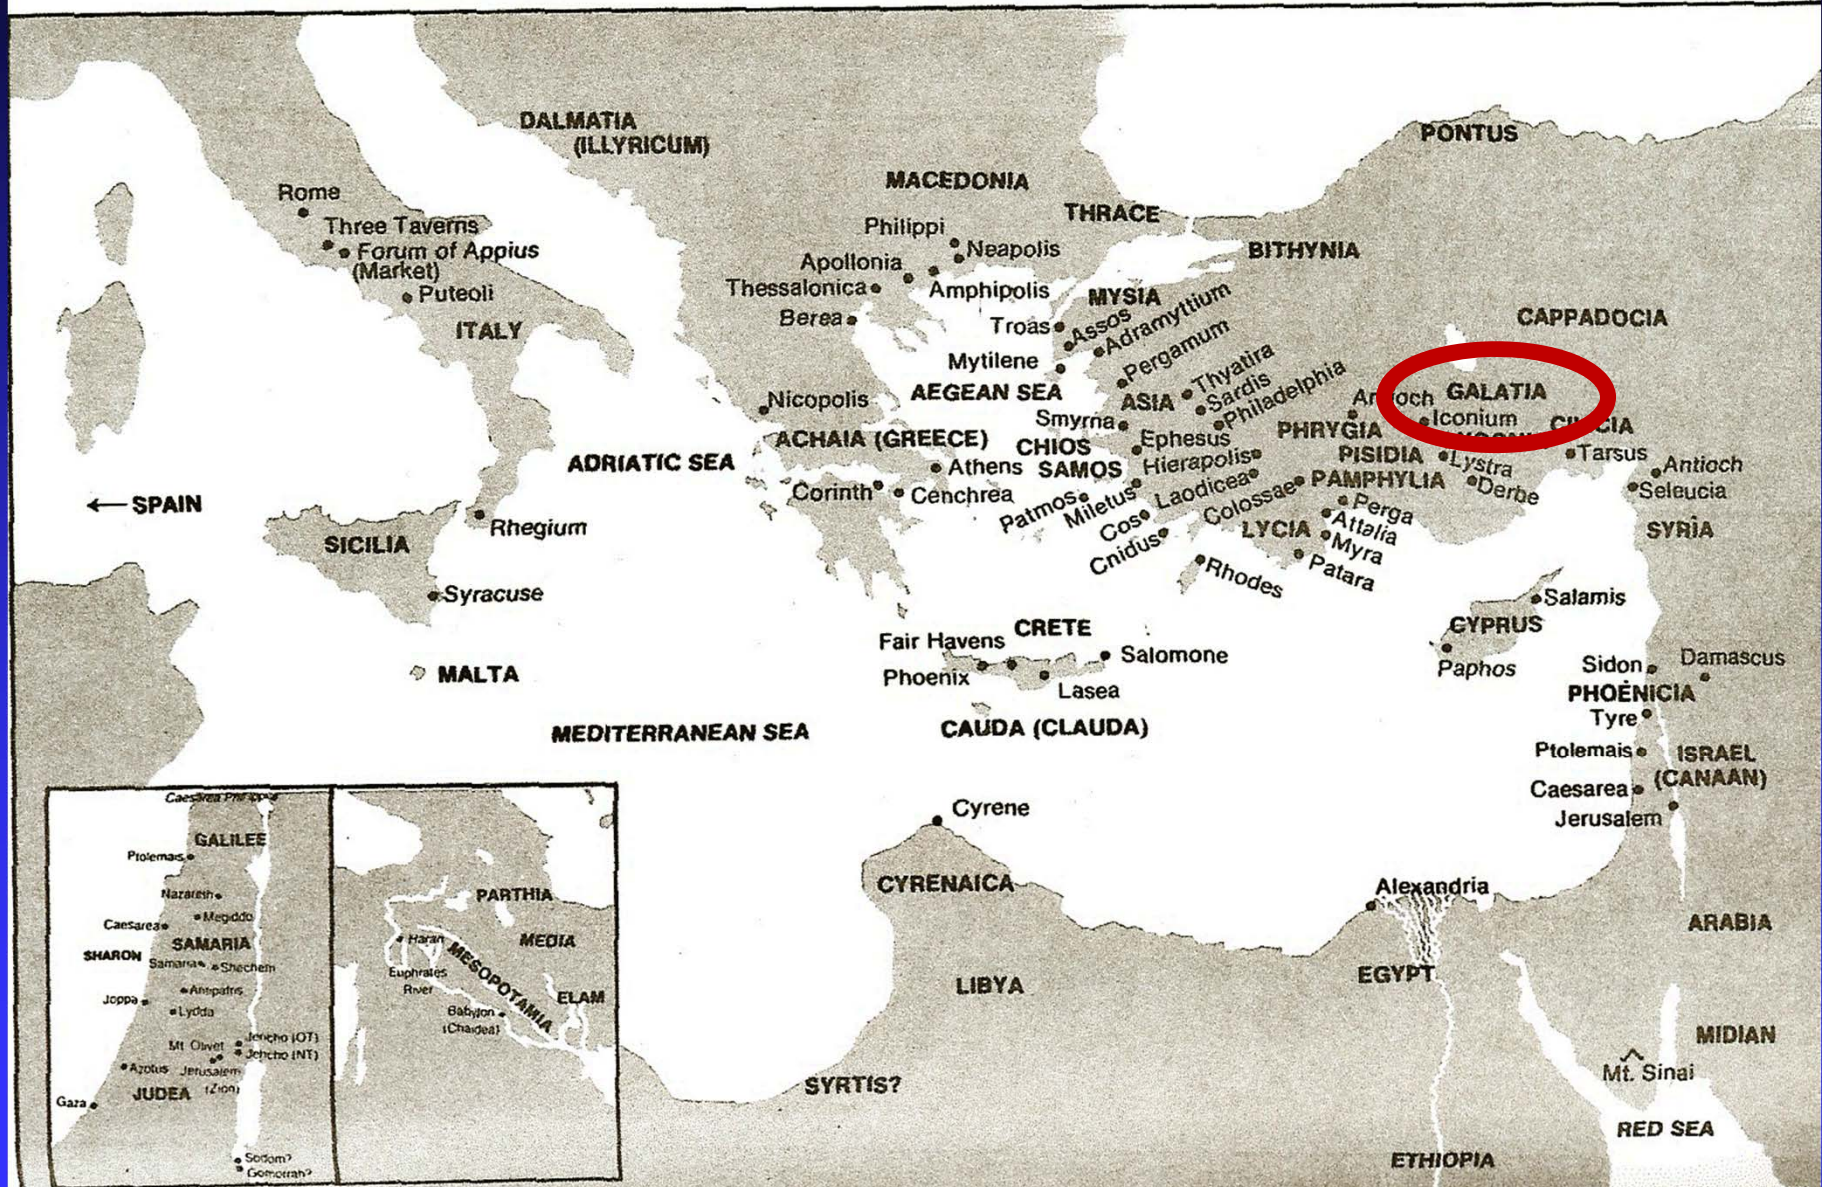 DALMATIA
(ILLYRICUM)
PONTUS
MACEDONIA
Rome
THRACE
Three Taverns
Philippi
Forum of Appius
(Market)
Neapolis
BITHYNIA
Apollonia
Thessalonica
Amphipolis
Puteoli
MYSIA
ITALY
Berea
Troas
Assos
Adramyttium
CAPPADOCIA
Mytilene
Pergamum
Thyatira
AEGEAN SEA
ASIA
Sardis
Philadelphia
Antioch
GALATIA
Nicopolis
Smyrna
Iconium
ACHAIA (GREECE)
CHIOS
Ephesus
PHRYGIA
CILICIA
ADRIATIC SEA
Athens
SAMOS
Hierapolis
PISIDIA
Lystra
Tarsus
Antioch
Corinth
Cenchrea
Patmos
Miletus
Laodicea
Colossae
PAMPHYLIA
Derbe
Seleucia
← SPAIN
Rhegium
Cos
Perga
Attalia
SICILIA
Cnidus
LYCIA
Myra
SYRIA
Syracuse
Rhodes
Patara
Salamis
Fair Havens
CRETE
CYPRUS
Phoenix
Salomone
Paphos
Sidon
Damascus
MALTA
Lasea
PHOENICIA
Tyre
MEDITERRANEAN SEA
CAUDA (CLAUDA)
Ptolemais
ISRAEL
(CANAAN)
Caesarea
Cyrene
Jerusalem
CYRENAICA
Alexandria
ARABIA
LIBYA
EGYPT
MIDIAN
SYRTIS?
Mt. Sinai
RED SEA
ETHIOPIA
Caesarea Philippi
GALILEE
Ptolemais
Nazareth
Megiddo
Caesarea
SAMARIA
SHARON
Samaria
Shechem
Joppa
Antipatris
Lydda
Jericho (OT)
Mt Olivet
Jericho (NT)
Azotus
Jerusalem
(Zion)
JUDEA
Gaza
Sodom?
Gomorrah?
PARTHIA
Haran
MEDIA
MESOPOTAMIA
Euphrates
River
ELAM
Babylon
(Chaldea)